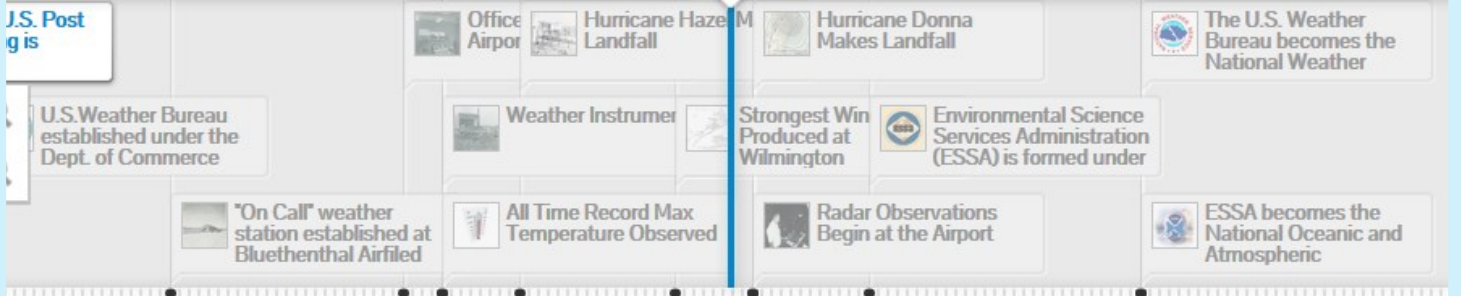 J.S. Post
g is
Office
Airpor
Hurricane Haze
Landfall
M
Hurricane Donna
Makes Landfall
The U.S. Weather
Bureau becomes the
National Weather
U.S.Weather Bureau
established under the
Dept. of Commerce
Weather Instrumer
Strongest Win
Produced at
Wilmington
Environmental Science
Services Administration
(ESSA) is formed under
"On Call" weather
station established at
Bluethenthal Airfiled
All Time Record Max
Temperature Observed
Radar Observations
Begin at the Airport
ESSA becomes the
National Oceanic and
Atmospheric